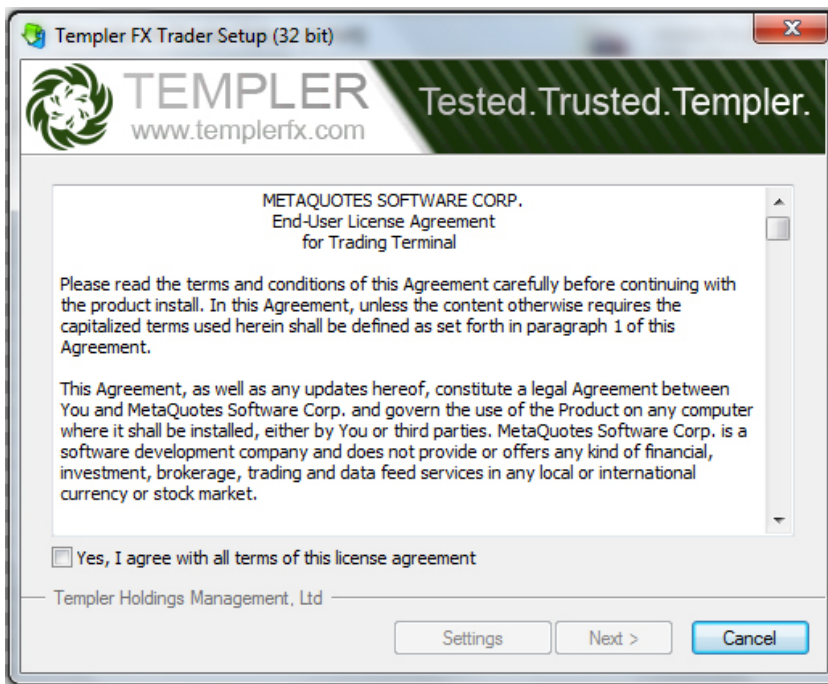 Templer FX Trader Setup (32 bit)
TEMPLER
www.templerfx.com
Tested.Trusted.Templer.
METAQUOTES SOFTWARE CORP.
End-User License Agreement
for Trading Terminal
Please read the terms and conditions of this Agreement carefully before continuing with
the product install. In this Agreement, unless the content otherwise requires the
capitalized terms used herein shall be defined as set forth in paragraph 1 of this
Agreement.
This Agreement, as well as any updates hereof, constitute a legal Agreement between
You and MetaQuotes Software Corp. and govern the use of the Product on any computer
where it shall be installed, either by You or third parties. MetaQuotes Software Corp. is a
software development company and does not provide or offers any kind of financial,
investment, brokerage, trading and data feed services in any local or international
currency or stock market.
Yes, I agree with all terms of this license agreement
Templer Holdings Management, Ltd
Settings
Next >
Cancel